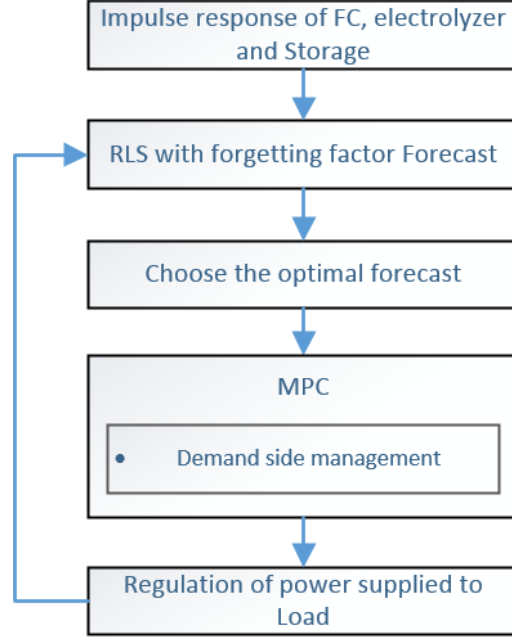 Impulse response of FC, electrolyzer
and Storage
RLS with forgetting factor Forecast
Choose the optimal forecast
MPC
• Demand side management
Regulation of power supplied to
Load